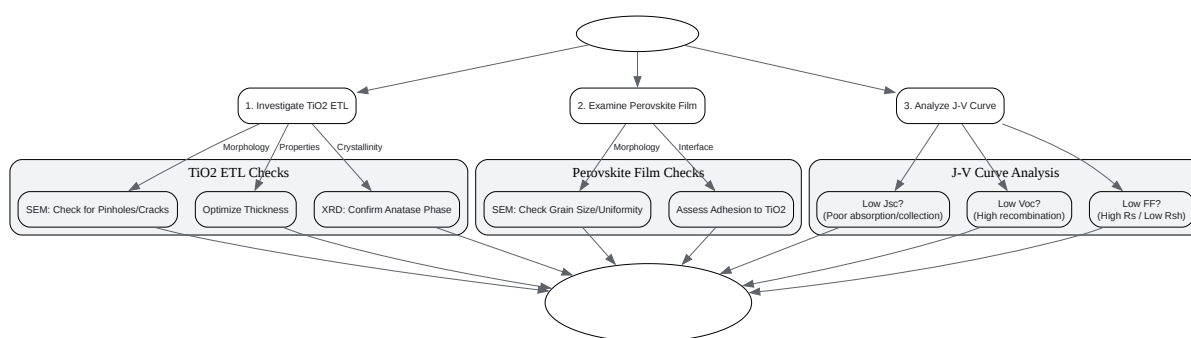 1. Investigate TiO2 ETL
2. Examine Perovskite Film
3. Analyze J-V Curve
Morphology
Properties
Crystallinity
Morphology
Interface
TiO2 ETL Checks
Perovskite Film Checks
J-V Curve Analysis
SEM: Check for Pinholes/Cracks
Optimize Thickness
XRD: Confirm Anatase Phase
SEM: Check Grain Size/Uniformity
Assess Adhesion to TiO2
Low Jsc?
(Poor absorption/collection)
Low Voc?
(High recombination)
Low FF?
(High Rs / Low Rsh)